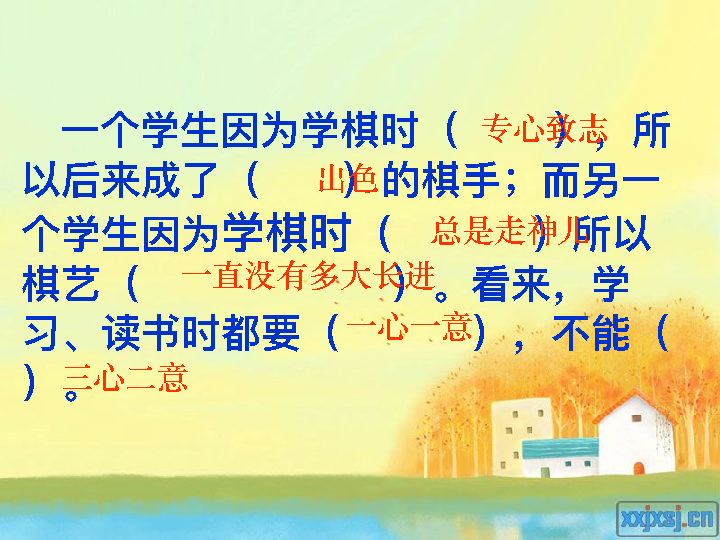 一个学生因为学棋时（专心致志），所
以后来成了（出色）的棋手；而另一
个学生因为学棋时（总是走神儿）所以
棋艺（一直没有多大长进）。看来，学
习、读书时都要（一心一意），不能（
）。三心二意
xxjxsj.cn